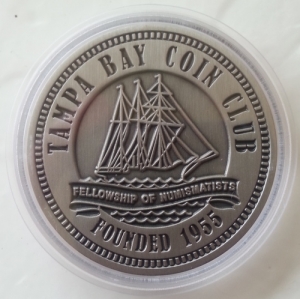 TAMPA BAY COIN CLUB
FELLOWSHIP OF NUMISMATISTS
FOUNDED 1955